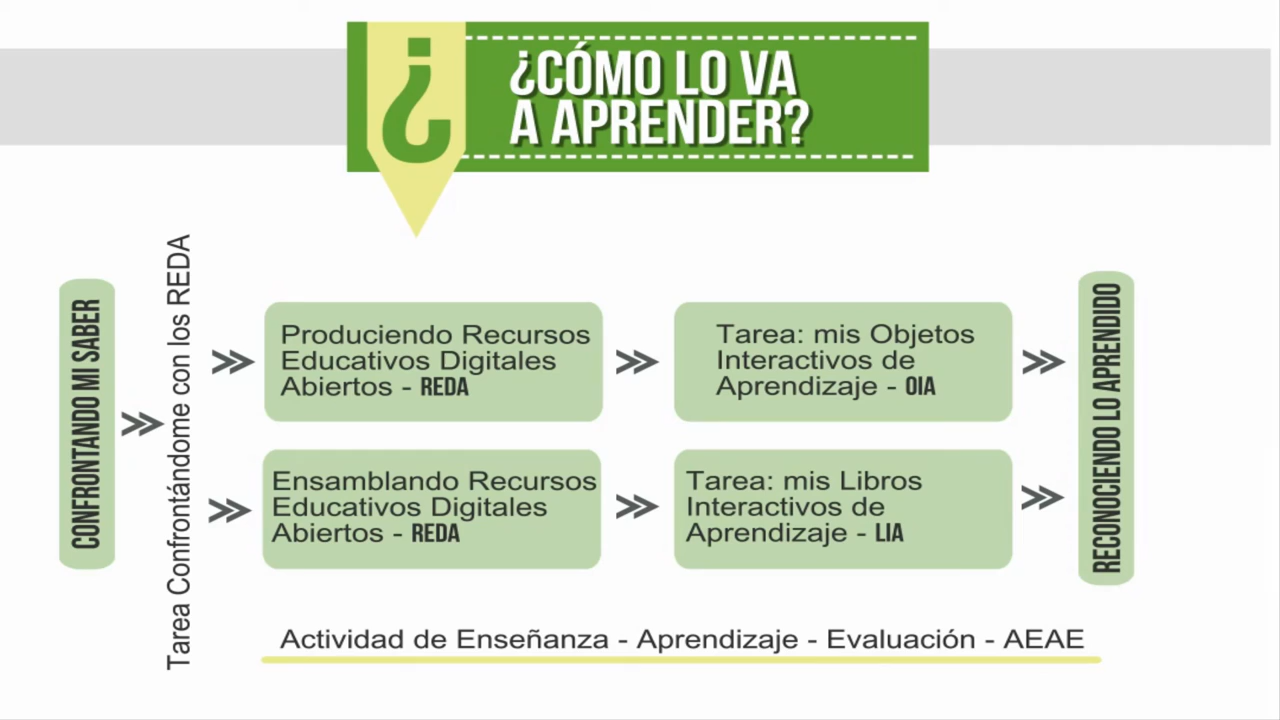 ¿
¿CÓMO LO VA
A APRENDER?
CONFRONTANDO MI SABER
Tarea Confrontándome con los REDA
Produciendo Recursos
Educativos Digitales
Abiertos - REDA
Tarea: mis Objetos
Interactivos de
Aprendizaje - OIA
Ensamblando Recursos
Educativos Digitales
Abiertos - REDA
Tarea: mis Libros
Interactivos de
Aprendizaje - LIA
RECONOCIENDO LO APRENDIDO
Actividad de Enseñanza - Aprendizaje - Evaluación - AEAE